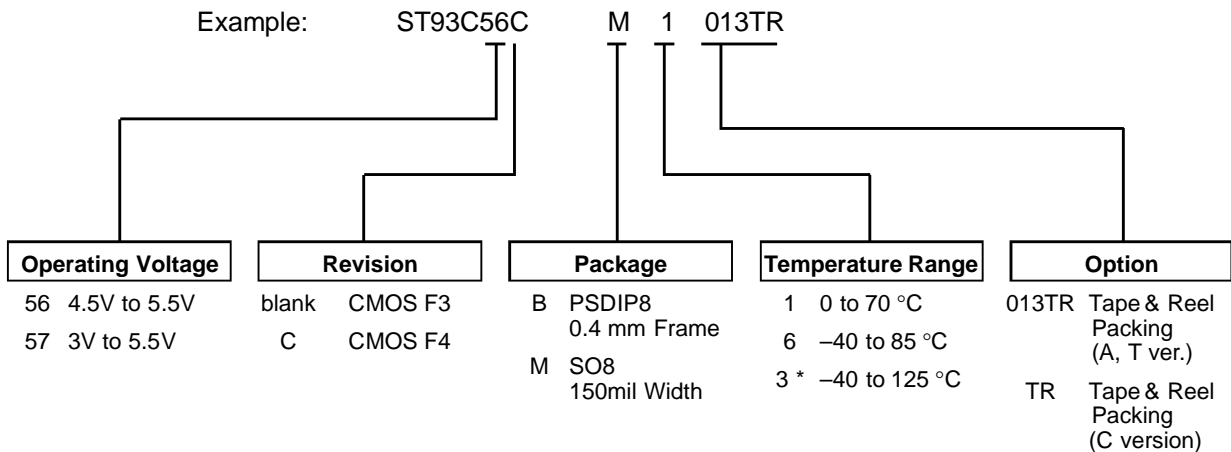 Example: ST93C56C M 1 013TR
Operating Voltage
56 4.5V to 5.5V
57 3V to 5.5V
Revision
blank CMOS F3
C CMOS F4
Package
B PSDIP8
0.4 mm Frame
M SO8
150mil Width
Temperature Range
1 0 to 70 °C
6 –40 to 85 °C
3 * –40 to 125 °C
Option
013TR Tape & Reel
Packing
(A, T ver.)
TR Tape & Reel
Packing
(C version)